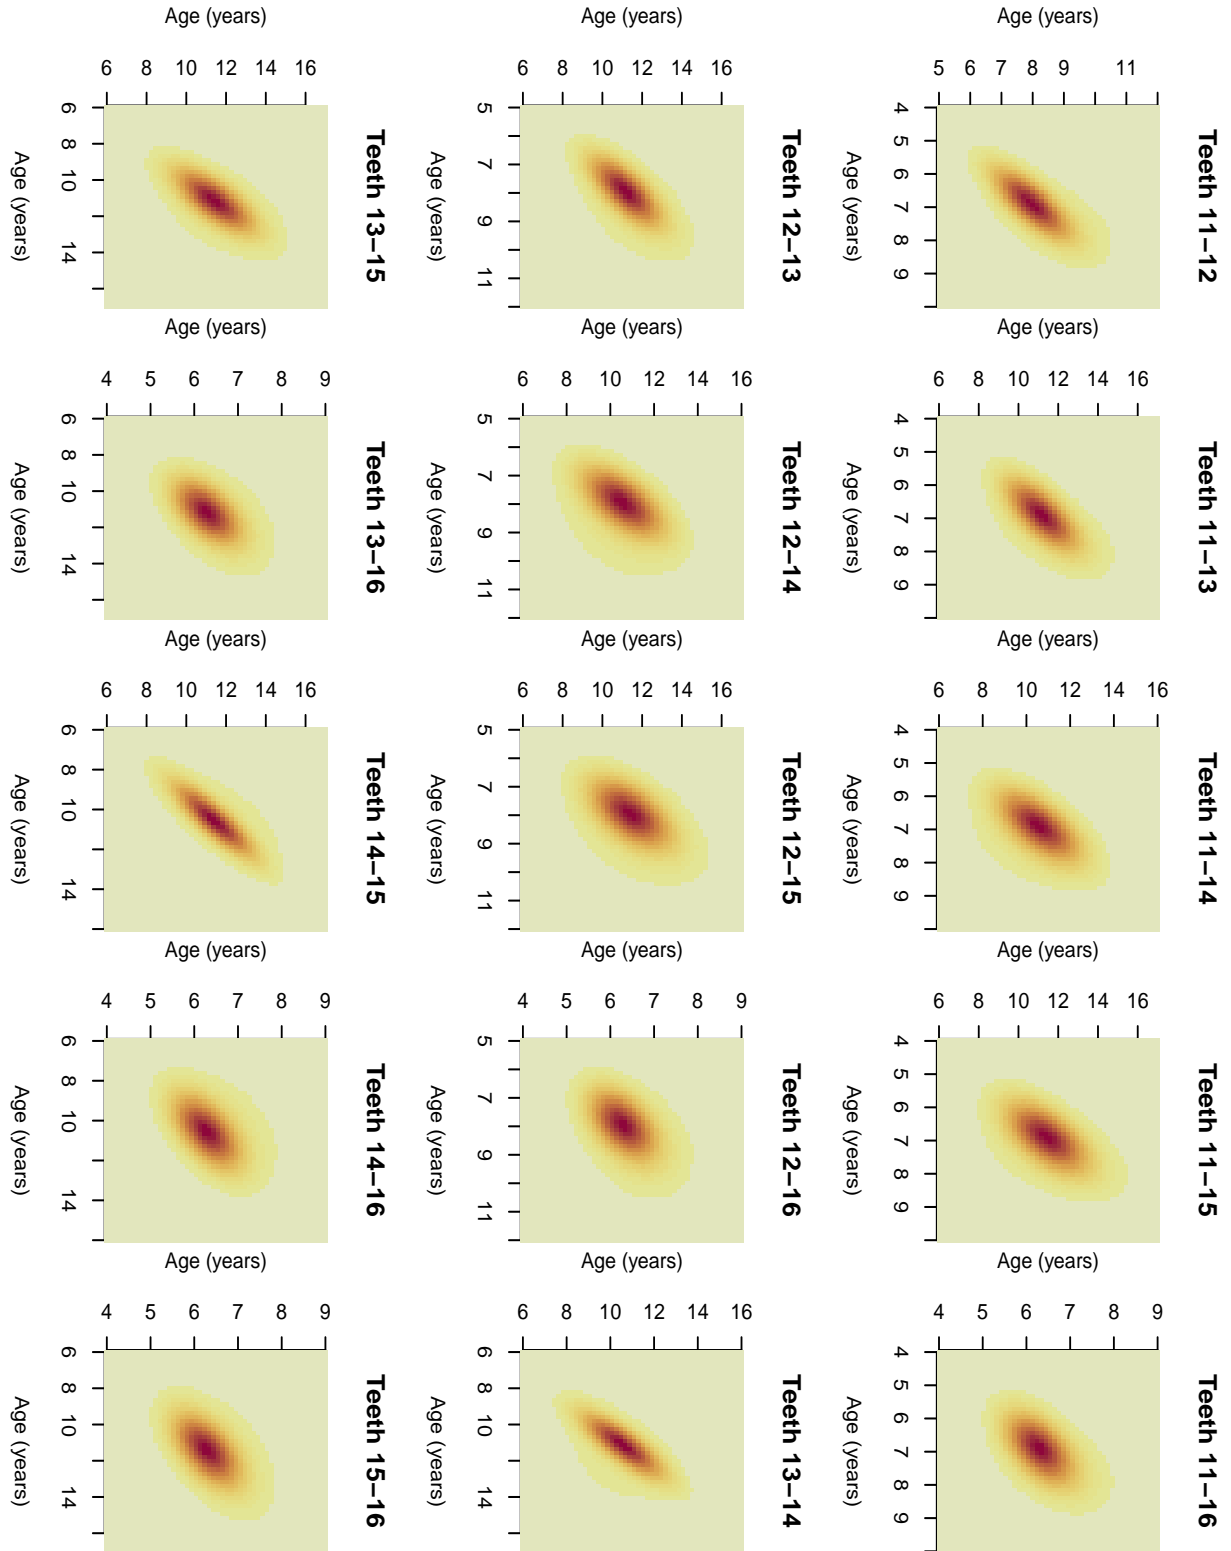 Teeth 11–12
Age (years)
5 6 7 8 9 11
4 5 6 7 8 9
Age (years)
Teeth 11–13
Age (years)
6 8 10 12 14 16
4 5 6 7 8 9
Age (years)
Teeth 11–14
Age (years)
6 8 10 12 14 16
4 5 6 7 8 9
Age (years)
Teeth 11–15
Age (years)
6 8 10 12 14 16
4 5 6 7 8 9
Age (years)
Teeth 11–16
Age (years)
4 5 6 7 8 9
4 5 6 7 8 9
Age (years)
Teeth 12–13
Age (years)
6 8 10 12 14 16
5 7 9 11
Age (years)
Teeth 12–14
Age (years)
6 8 10 12 14 16
5 7 9 11
Age (years)
Teeth 12–15
Age (years)
6 8 10 12 14 16
5 7 9 11
Age (years)
Teeth 12–16
Age (years)
4 5 6 7 8 9
5 7 9 11
Age (years)
Teeth 13–14
Age (years)
6 8 10 12 14 16
6 8 10 14
Age (years)
Teeth 13–15
Age (years)
6 8 10 12 14 16
6 8 10 14
Age (years)
Teeth 13–16
Age (years)
4 5 6 7 8 9
6 8 10 14
Age (years)
Teeth 14–15
Age (years)
6 8 10 12 14 16
6 8 10 14
Age (years)
Teeth 14–16
Age (years)
4 5 6 7 8 9
6 8 10 14
Age (years)
Teeth 15–16
Age (years)
4 5 6 7 8 9
6 8 10 14
Age (years)